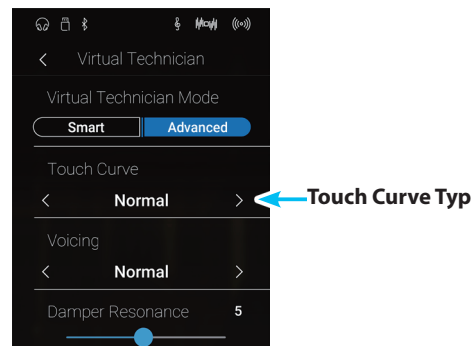 Virtual Technician
Virtual Technician Mode
Smart Advanced
Touch Curve
Normal
Touch Curve Typ
Voicing
Normal
Damper Resonance 5